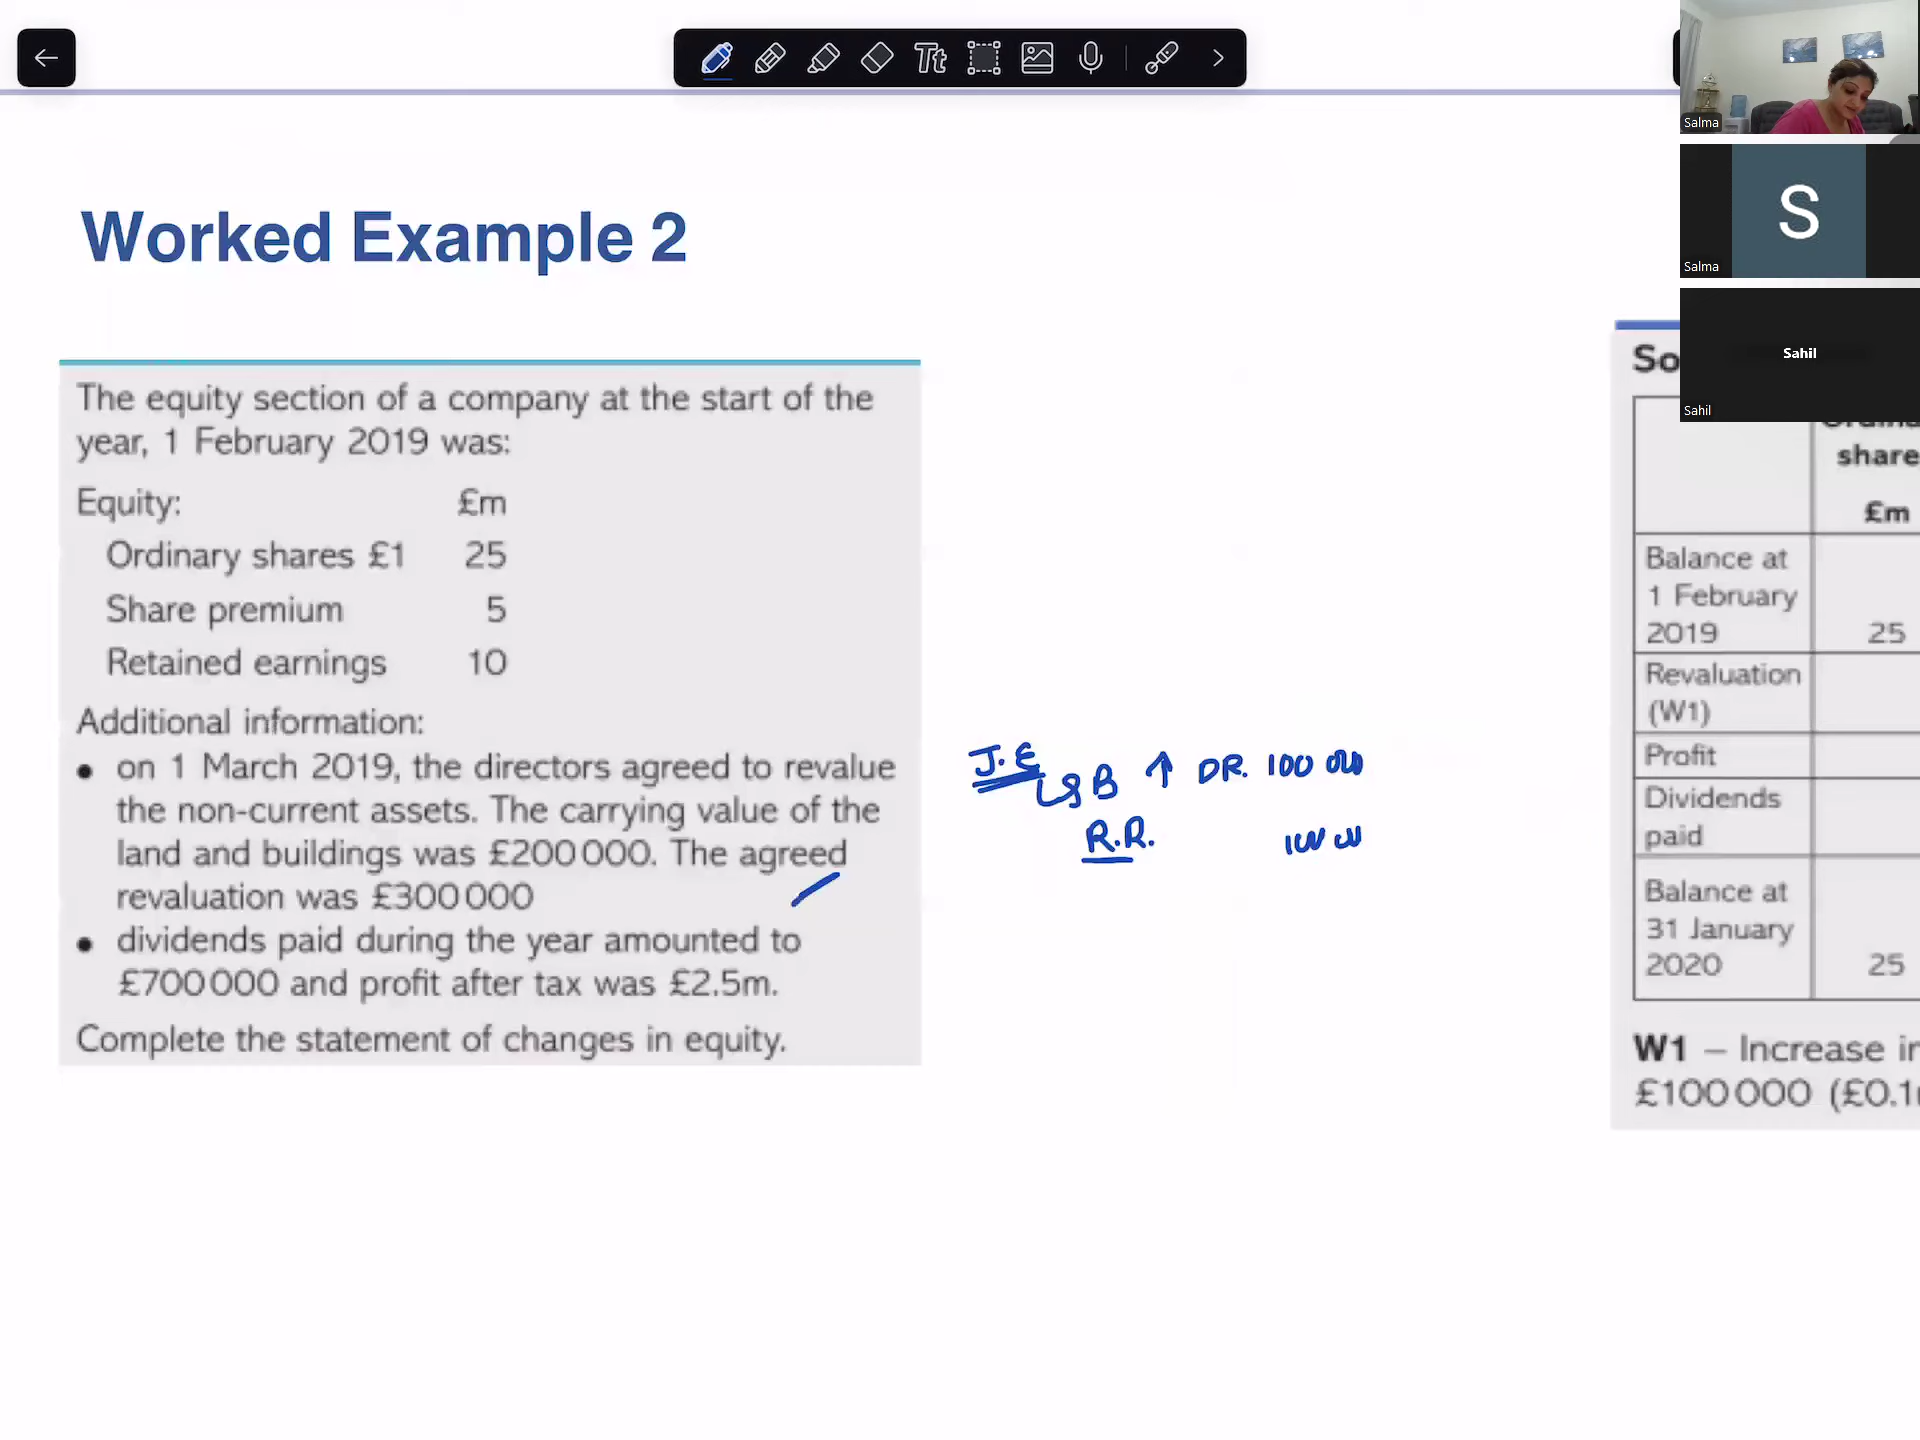 Tt
Salma
S
Salma
Sahil
Sahil
Worked Example 2
The equity section of a company at the start of the
year, 1 February 2019 was:
Equity: £m
Ordinary shares £1 25
Share premium 5
Retained earnings 10
Additional information:
• on 1 March 2019, the directors agreed to revalue
the non-current assets. The carrying value of the
land and buildings was £200 000. The agreed
revaluation was £300 000
• dividends paid during the year amounted to
£700 000 and profit after tax was £2.5m.
Complete the statement of changes in equity.
J.E
B ↑ DR. 100 000
R.R.
So
share
£m
Balance at
1 February
2019 25
Revaluation
(W1)
Profit
Dividends
paid
Balance at
31 January
2020 25
W1 – Increase in
£100 000 (£0.1